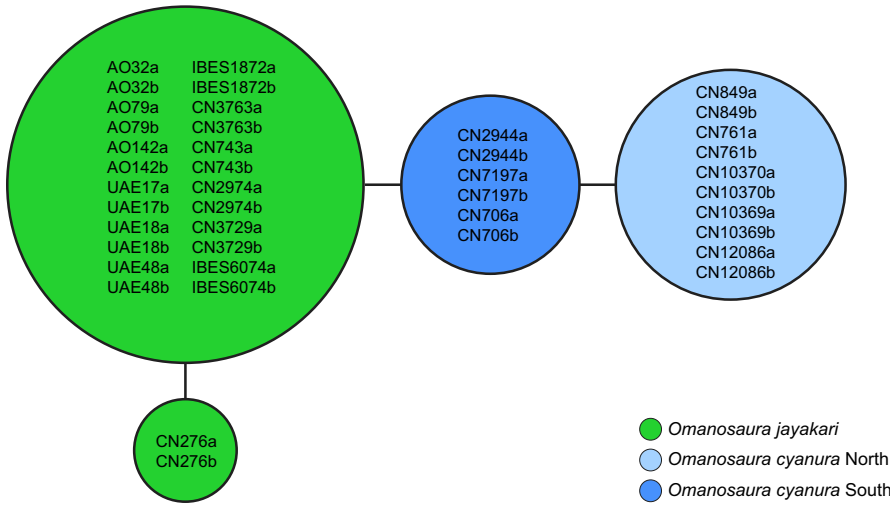 AO32a IBES1872a
AO32b IBES1872b
AO79a CN3763a
AO79b CN3763b
AO142a CN743a
AO142b CN743b
UAE17a CN2974a
UAE17b CN2974b
UAE18a CN3729a
UAE18b CN3729b
UAE48a IBES6074a
UAE48b IBES6074b
CN2944a
CN2944b
CN7197a
CN7197b
CN706a
CN706b
CN849a
CN849b
CN761a
CN761b
CN10370a
CN10370b
CN10369a
CN10369b
CN12086a
CN12086b
CN276a
CN276b
Omanosaura jayakari
Omanosaura cyanura North
Omanosaura cyanura South